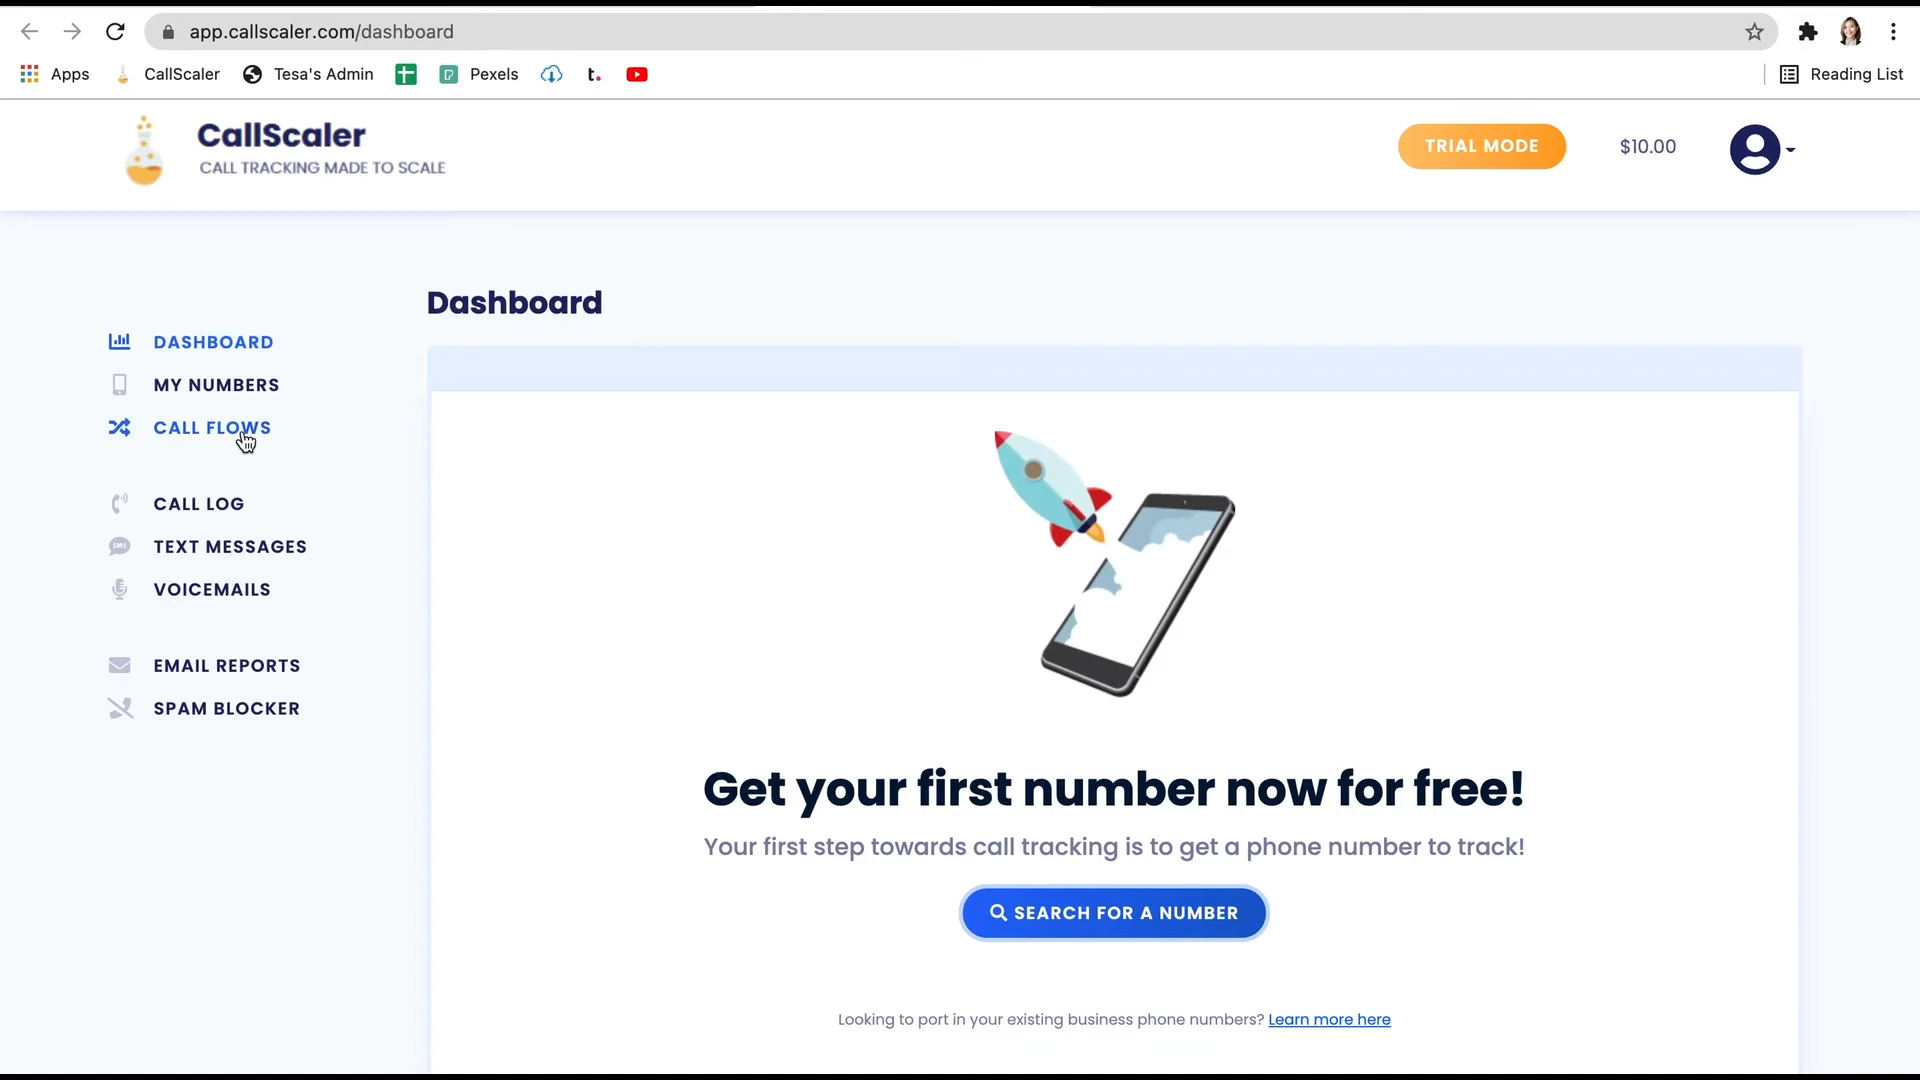 app.callscaler.com/dashboard
Apps
CallScaler
Tesa's Admin
Pexels
t.
Reading List
CallScaler
CALL TRACKING MADE TO SCALE
TRIAL MODE
$10.00
Dashboard
DASHBOARD
MY NUMBERS
CALL FLOWS
CALL LOG
SMS
TEXT MESSAGES
VOICEMAILS
EMAIL REPORTS
SPAM BLOCKER
Get your first number now for free!
Your first step towards call tracking is to get a phone number to track!
SEARCH FOR A NUMBER
Looking to port in your existing business phone numbers? Learn more here